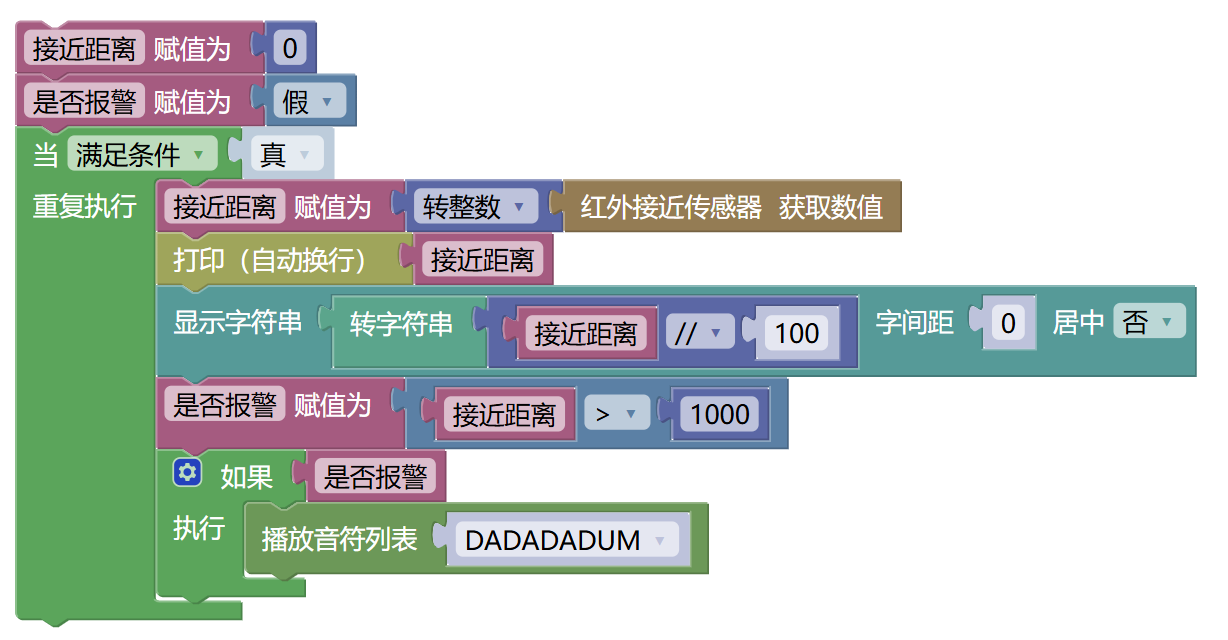 接近距离 赋值为 0
是否报警 赋值为 假
当 满足条件 真
重复执行 接近距离 赋值为 转整数 红外接近传感器 获取数值
打印（自动换行） 接近距离
显示字符串 转字符串 接近距离 // 100 字间距 0 居中 否
是否报警 赋值为 接近距离 > 1000
如果 是否报警
执行 播放音符列表 DADADADUM